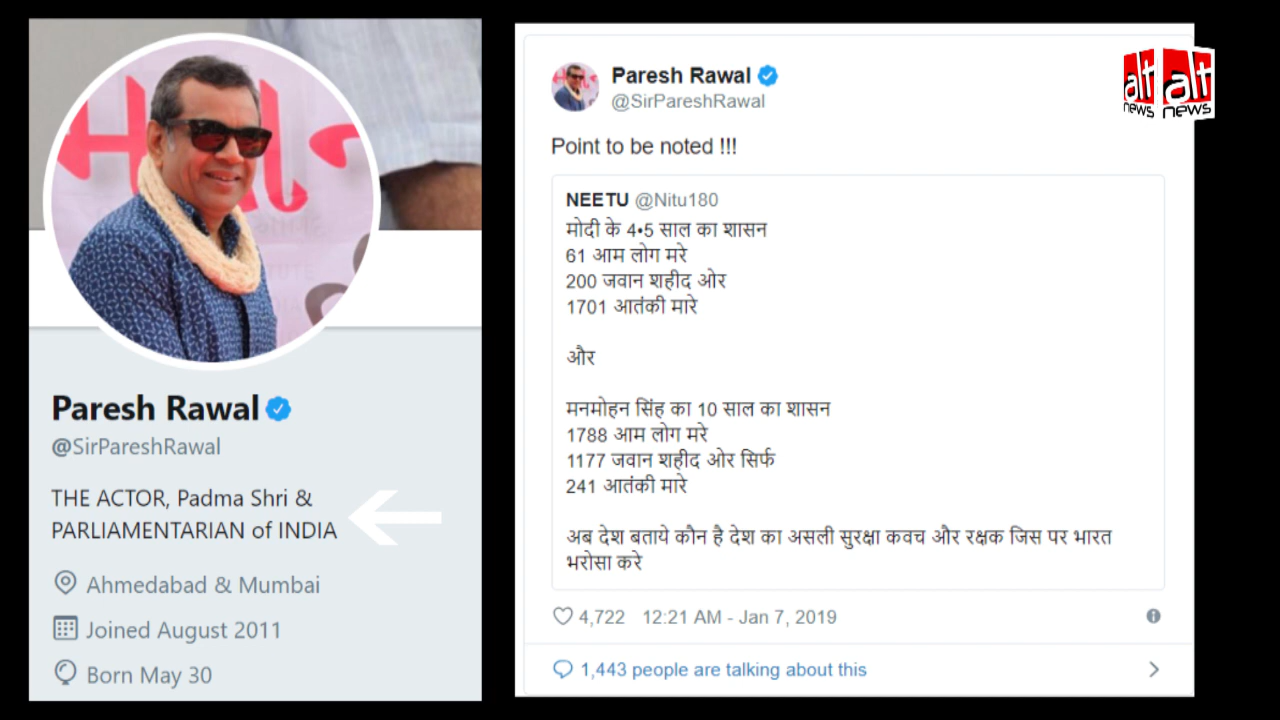 Paresh Rawal
@SirPareshRawal
THE ACTOR, Padma Shri &
PARLIAMENTARIAN of INDIA
Ahmedabad & Mumbai
Joined August 2011
Born May 30
Paresh Rawal
@SirPareshRawal
Point to be noted !!!
NEETU @Nitu180
मोदी के 4•5 साल का शासन
61 आम लोग मरे
200 जवान शहीद ओर
1701 आतंकी मारे
और
मनमोहन सिंह का 10 साल का शासन
1788 आम लोग मरे
1177 जवान शहीद ओर सिर्फ
241 आतंकी मारे
अब देश बताये कौन है देश का असली सुरक्षा कवच और रक्षक जिस पर भारत
भरोसा करे
4,722 12:21 AM - Jan 7, 2019
1,443 people are talking about this
alt alt
news news